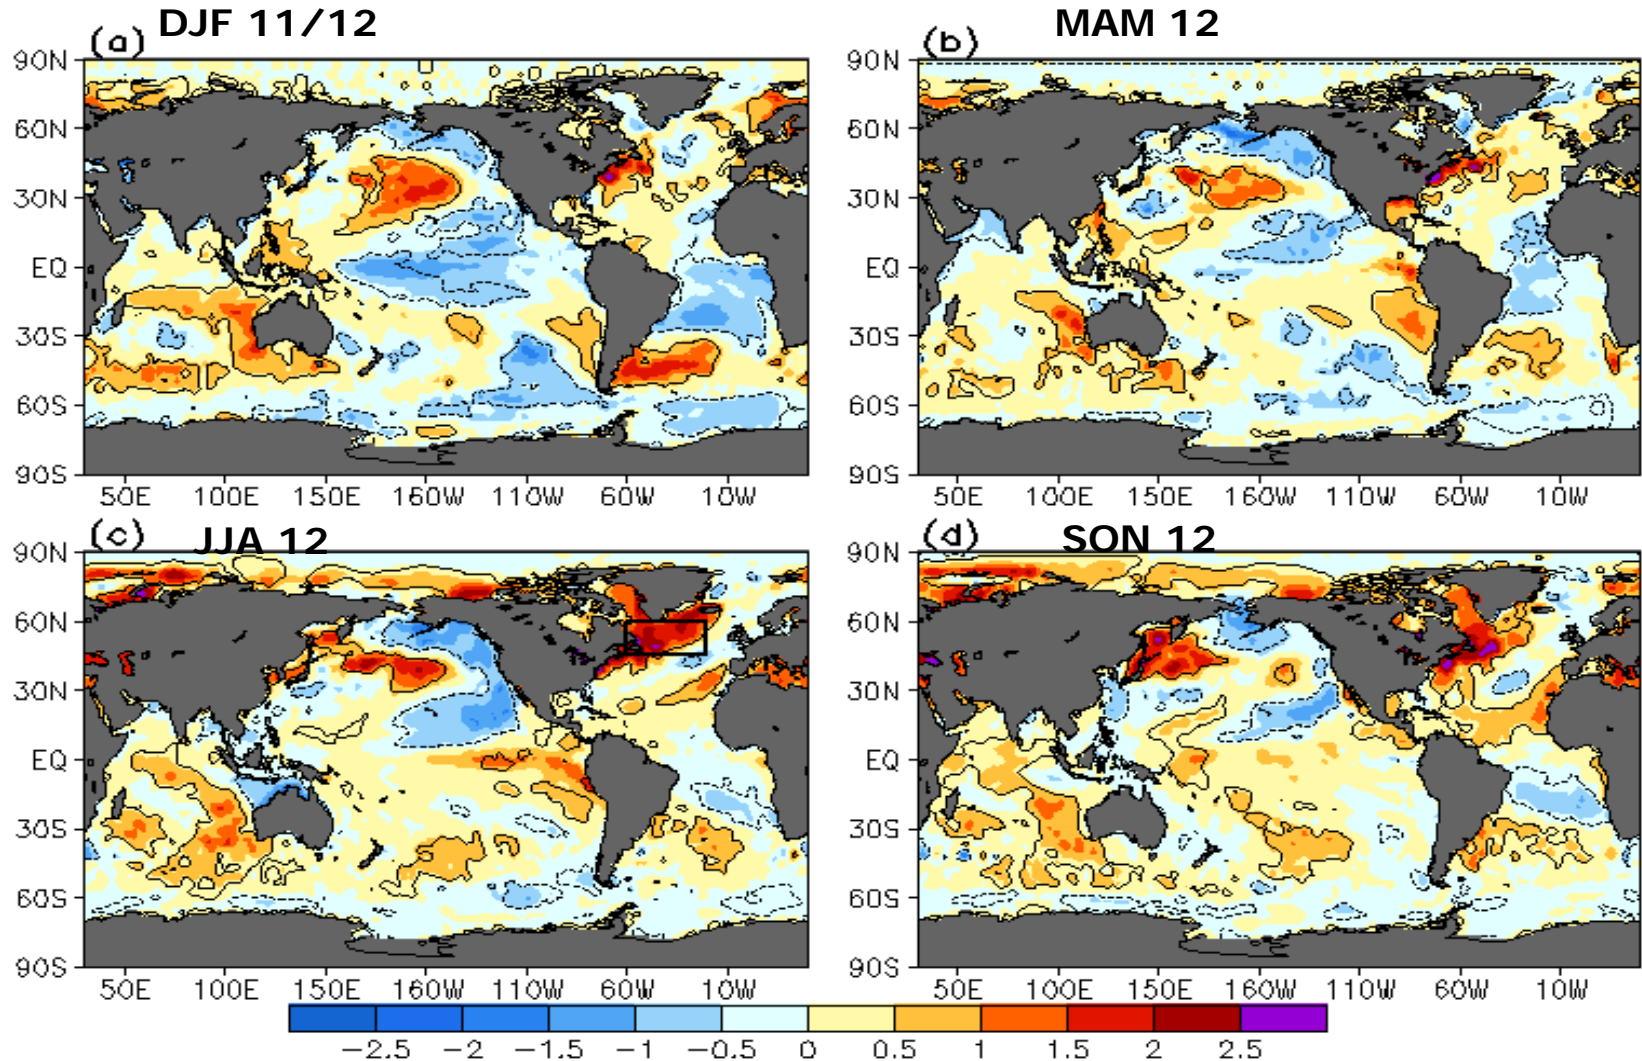 (a) DJF 11/12
(b) MAM 12
90N
60N
30N
EQ
30S
60S
90S
50E 100E 150E 160W 110W 60W 10W
90N
60N
30N
EQ
30S
60S
90S
50E 100E 150E 160W 110W 60W 10W
(c) JJA 12
(d) SON 12
90N
60N
30N
EQ
30S
60S
90S
50E 100E 150E 160W 110W 60W 10W
90N
60N
30N
EQ
30S
60S
90S
50E 100E 150E 160W 110W 60W 10W
−2.5 −2 −1.5 −1 −0.5 0 0.5 1 1.5 2 2.5